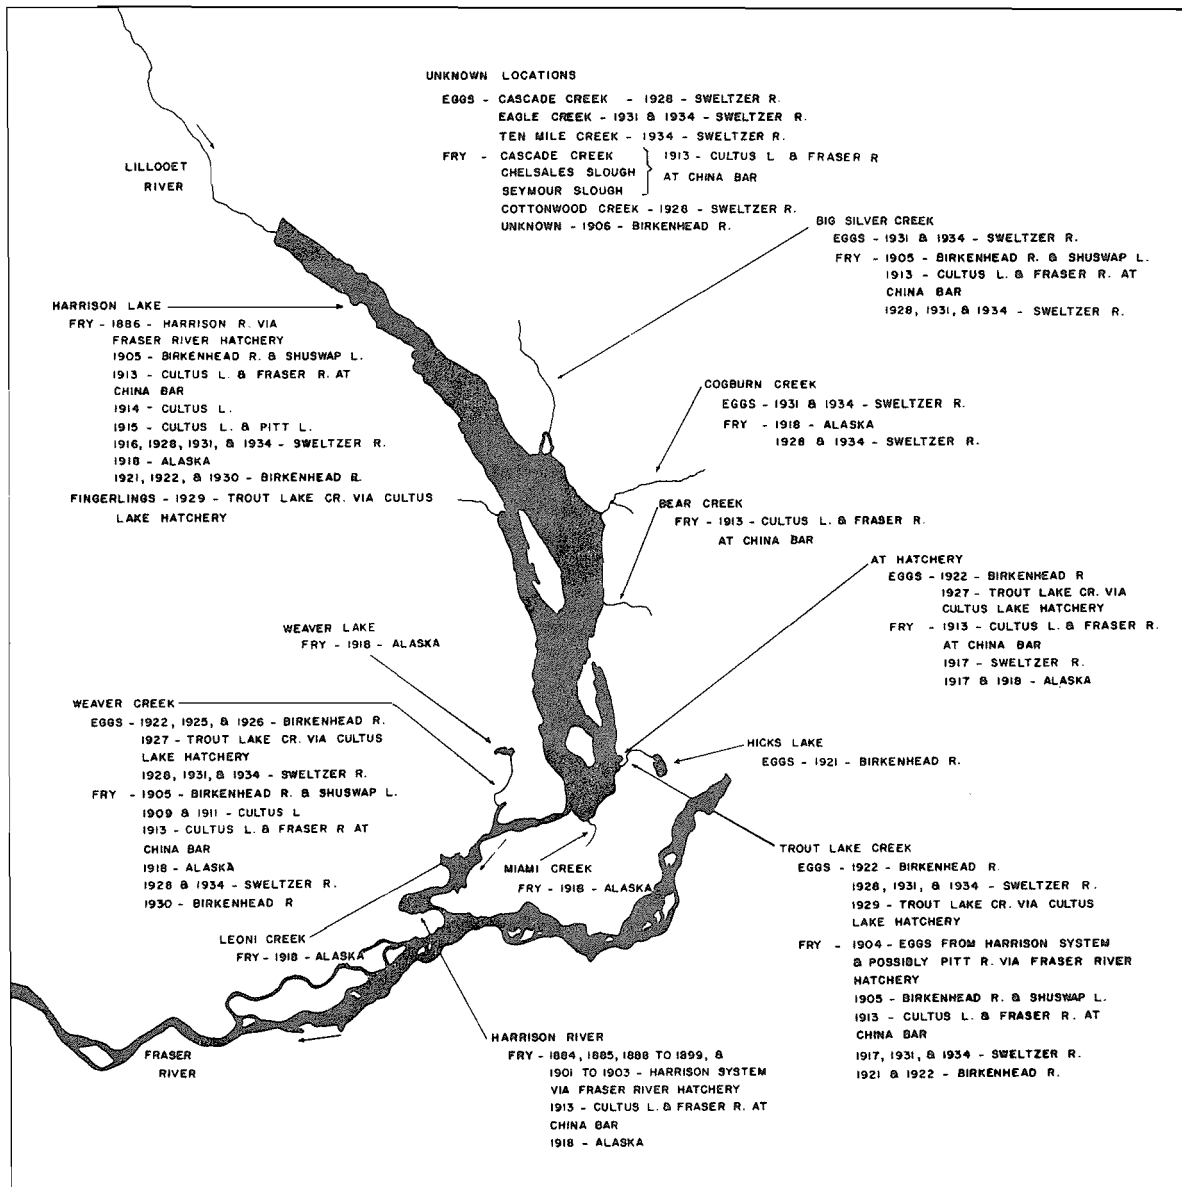 UNKNOWN LOCATIONS
EGGS - CASCADE CREEK - 1928 - SWELTZER R.
EAGLE CREEK - 1931 & 1934 - SWELTZER R.
TEN MILE CREEK - 1934 - SWELTZER R.
FRY - CASCADE CREEK
CHELSALES SLOUGH
SEYMOUR SLOUGH
1913 - CULTUS L & FRASER R
AT CHINA BAR
COTTONWOOD CREEK - 1928 - SWELTZER R.
UNKNOWN - 1906 - BIRKENHEAD R.
LILLOOET
RIVER
BIG SILVER CREEK
EGGS - 1931 & 1934 - SWELTZER R.
FRY - 1905 - BIRKENHEAD R. & SHUSWAP L.
1913 - CULTUS L. & FRASER R. AT
CHINA BAR
1928, 1931, & 1934 - SWELTZER R.
HARRISON LAKE
FRY - 1886 - HARRISON R. VIA
FRASER RIVER HATCHERY
1905 - BIRKENHEAD R. & SHUSWAP L.
1913 - CULTUS L. & FRASER R. AT
CHINA BAR
1914 - CULTUS L.
1915 - CULTUS L. & PITT L.
1916, 1928, 1931, & 1934 - SWELTZER R.
1918 - ALASKA
1921, 1922, & 1930 - BIRKENHEAD R.
FINGERLINGS - 1929 - TROUT LAKE CR. VIA CULTUS
LAKE HATCHERY
COGBURN CREEK
EGGS - 1931 & 1934 - SWELTZER R.
FRY - 1918 - ALASKA
1928 & 1934 - SWELTZER R.
BEAR CREEK
FRY - 1913 - CULTUS L. & FRASER R.
AT CHINA BAR
AT HATCHERY
EGGS - 1922 - BIRKENHEAD R
1927 - TROUT LAKE CR. VIA
CULTUS LAKE HATCHERY
FRY - 1913 - CULTUS L. & FRASER R.
AT CHINA BAR
1917 - SWELTZER R.
1917 & 1918 - ALASKA
WEAVER LAKE
FRY - 1918 - ALASKA
WEAVER CREEK
EGGS - 1922, 1925, & 1926 - BIRKENHEAD R.
1927 - TROUT LAKE CR. VIA CULTUS
LAKE HATCHERY
1928, 1931, & 1934 - SWELTZER R.
FRY - 1905 - BIRKENHEAD R. & SHUSWAP L.
1909 & 1911 - CULTUS L
1913 - CULTUS L. & FRASER R AT
CHINA BAR
1918 - ALASKA
1928 & 1934 - SWELTZER R.
1930 - BIRKENHEAD R
HICKS LAKE
EGGS - 1921 - BIRKENHEAD R.
MIAMI CREEK
FRY - 1918 - ALASKA
TROUT LAKE CREEK
EGGS - 1922 - BIRKENHEAD R.
1928, 1931, & 1934 - SWELTZER R.
1929 - TROUT LAKE CR. VIA CULTUS
LAKE HATCHERY
FRY - 1904 - EGGS FROM HARRISON SYSTEM
& POSSIBLY PITT R. VIA FRASER RIVER
HATCHERY
1905 - BIRKENHEAD R. & SHUSWAP L.
1913 - CULTUS L. & FRASER R. AT
CHINA BAR
1917, 1931, & 1934 - SWELTZER R.
1921 & 1922 - BIRKENHEAD R.
LEONI CREEK
FRY - 1918 - ALASKA
HARRISON RIVER
FRY - 1884, 1885, 1888 TO 1899, &
1901 TO 1903 - HARRISON SYSTEM
VIA FRASER RIVER HATCHERY
1913 - CULTUS L. & FRASER R. AT
CHINA BAR
1918 - ALASKA
FRASER
RIVER